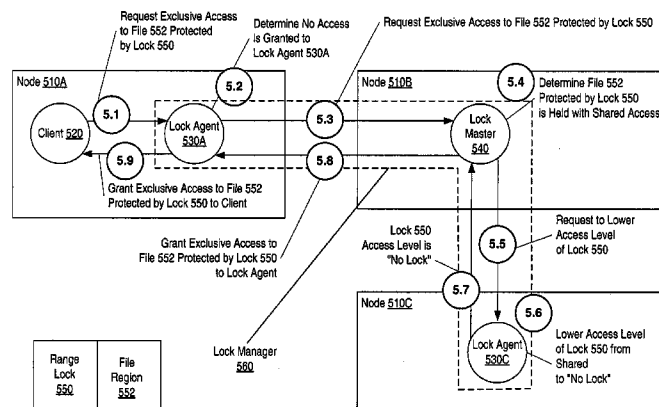 Request Exclusive Access
to File 552 Protected
by Lock 550
Determine No Access
is Granted to
Lock Agent 530A
Request Exclusive Access to File 552 Protected by Lock 550
Node 510A
5.2
Node 510B
5.4
Determine File 552
Protected by Lock 550
is Held with Shared Access
Client 520
5.1
Lock Agent
530A
5.3
Lock
Master
540
5.9
5.8
Grant Exclusive Access to File 552
Protected by Lock 550 to Client
Grant Exclusive Access to
File 552 Protected by Lock 550
to Lock Agent
Lock 550
Access Level is
"No Lock"
5.5
Request to Lower
Access Level
of Lock 550
5.7
Node 510C
5.6
Lock Agent
530C
Lower Access Level
of Lock 550 from
Shared
to "No Lock"
Lock Manager
560
Range
Lock
550
File
Region
552